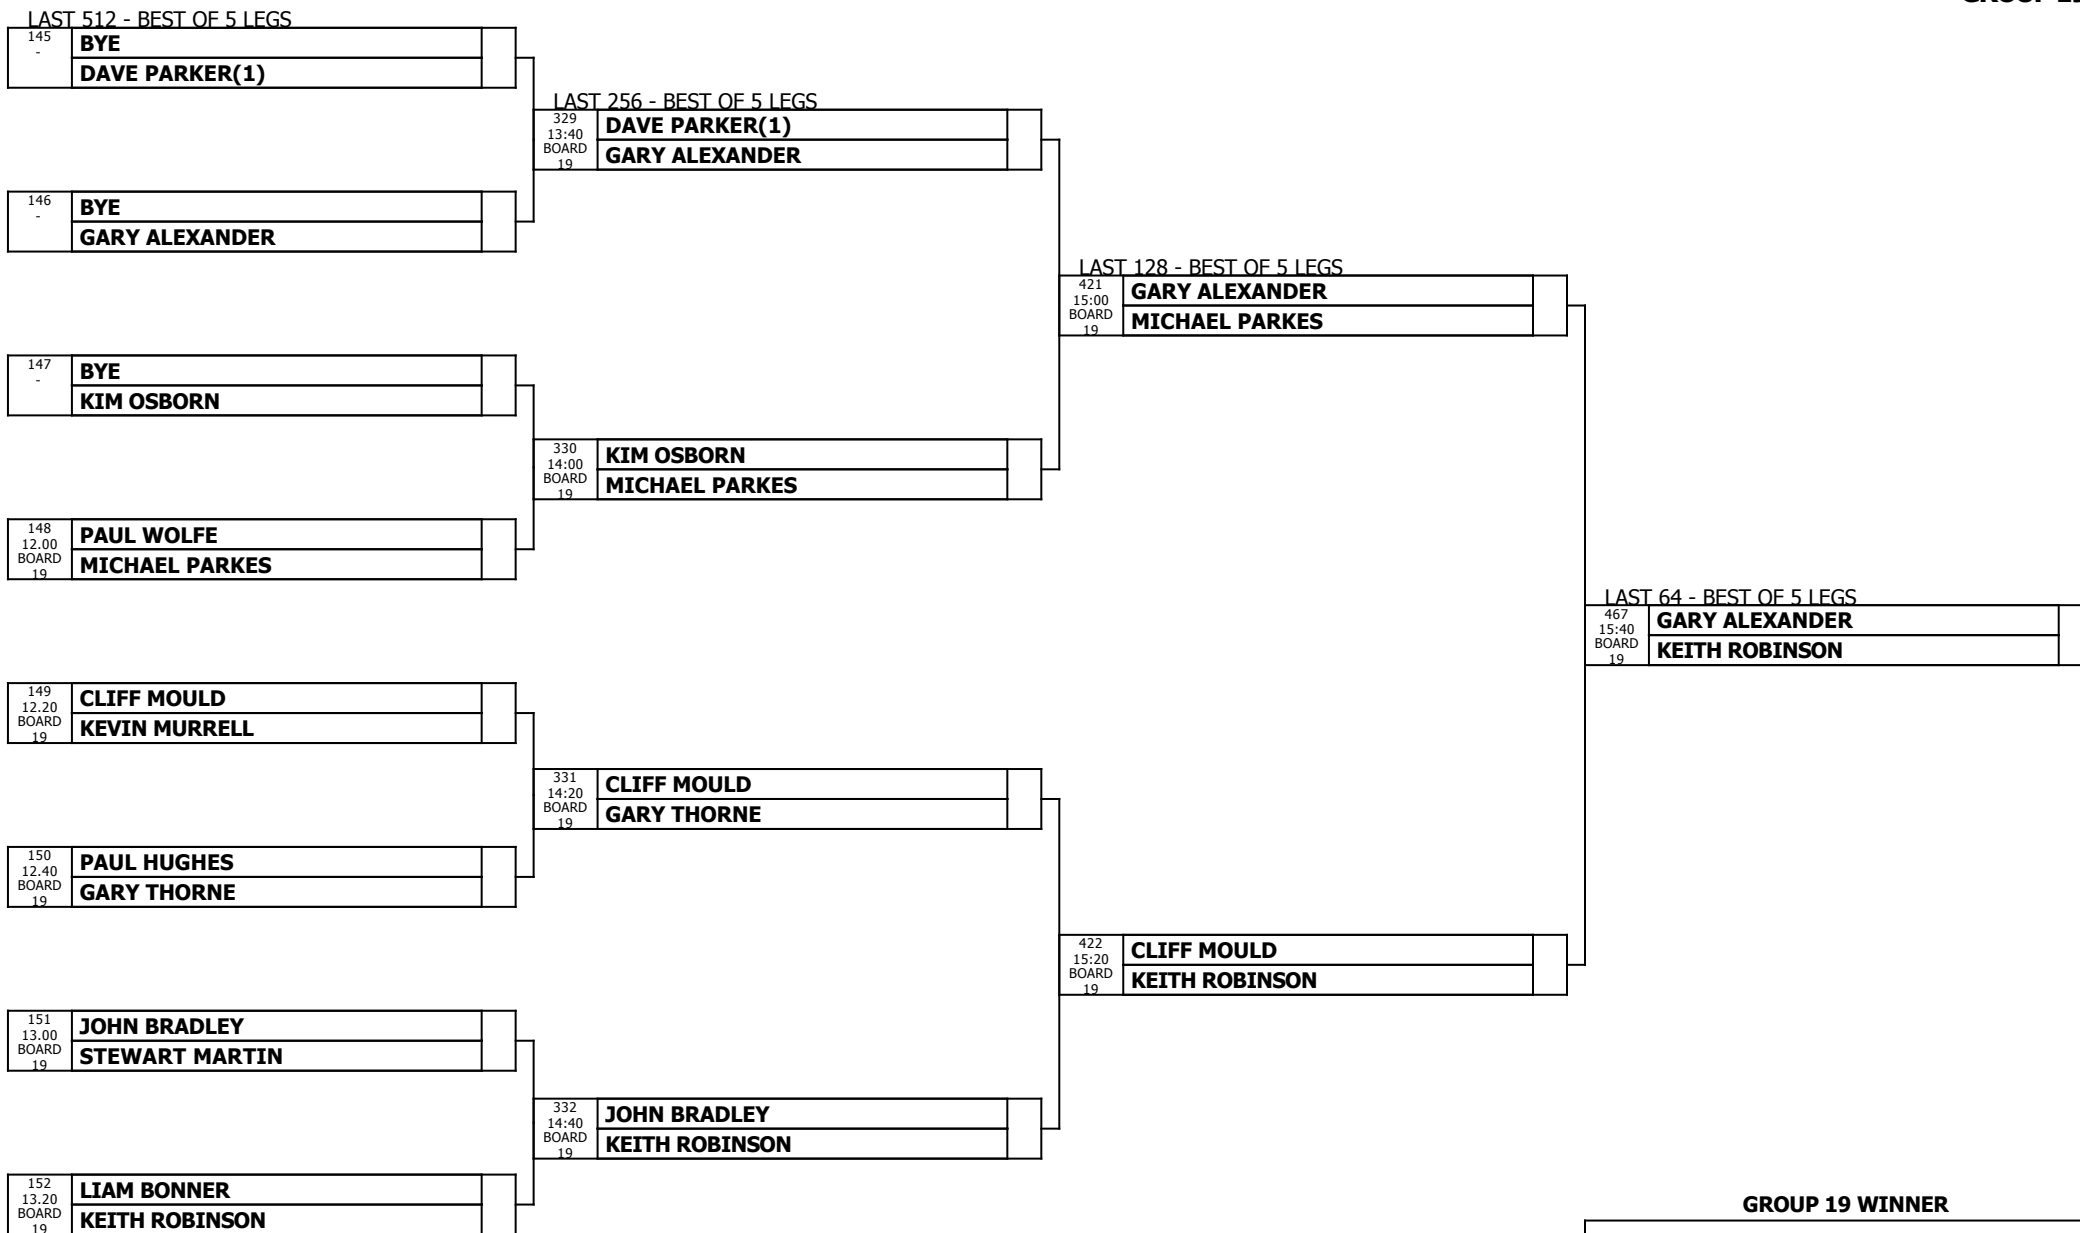 LAST 512 - BEST OF 5 LEGS
145
-
BYE
DAVE PARKER(1)
146
-
BYE
GARY ALEXANDER
147
-
BYE
KIM OSBORN
148
12.00
BOARD
19
PAUL WOLFE
MICHAEL PARKES
149
12.20
BOARD
19
CLIFF MOULD
KEVIN MURRELL
150
12.40
BOARD
19
PAUL HUGHES
GARY THORNE
151
13.00
BOARD
19
JOHN BRADLEY
STEWART MARTIN
152
13.20
BOARD
19
LIAM BONNER
KEITH ROBINSON
LAST 256 - BEST OF 5 LEGS
329
13:40
BOARD
19
DAVE PARKER(1)
GARY ALEXANDER
330
14:00
BOARD
19
KIM OSBORN
MICHAEL PARKES
331
14:20
BOARD
19
CLIFF MOULD
GARY THORNE
332
14:40
BOARD
19
JOHN BRADLEY
KEITH ROBINSON
LAST 128 - BEST OF 5 LEGS
421
15:00
BOARD
19
GARY ALEXANDER
MICHAEL PARKES
422
15:20
BOARD
19
CLIFF MOULD
KEITH ROBINSON
LAST 64 - BEST OF 5 LEGS
467
15:40
BOARD
19
GARY ALEXANDER
KEITH ROBINSON
GROUP 19 WINNER